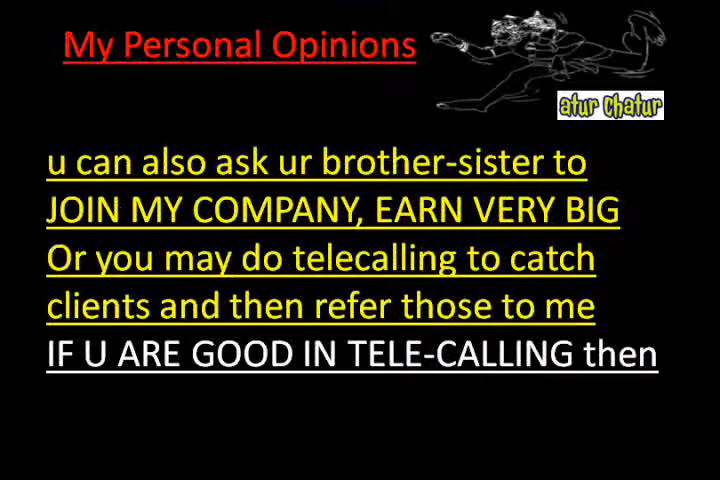 My Personal Opinions
atur chatur
u can also ask ur brother-sister to
JOIN MY COMPANY, EARN VERY BIG
Or you may do telecalling to catch
clients and then refer those to me
IF U ARE GOOD IN TELE-CALLING then